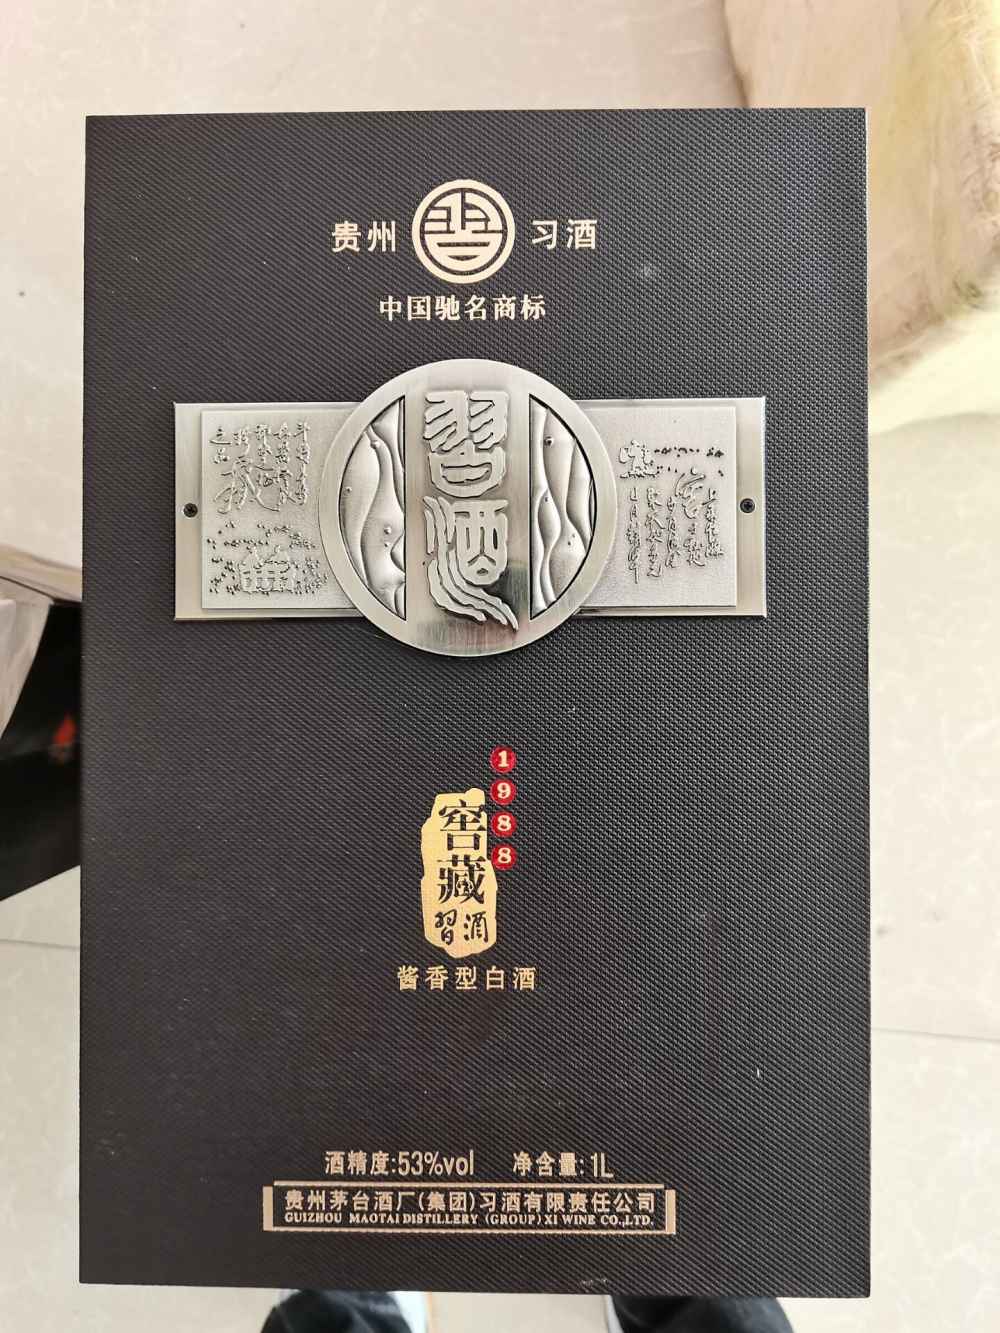 贵州 習 习酒
中国驰名商标
習酒
1988
窖藏
習酒
酱香型白酒
酒精度:53%vol 净含量:1L
贵州茅台酒厂(集团)习酒有限责任公司
GUIZHOU MAOTAI DISTILLERY (GROUP) XI WINE CO.,LTD.